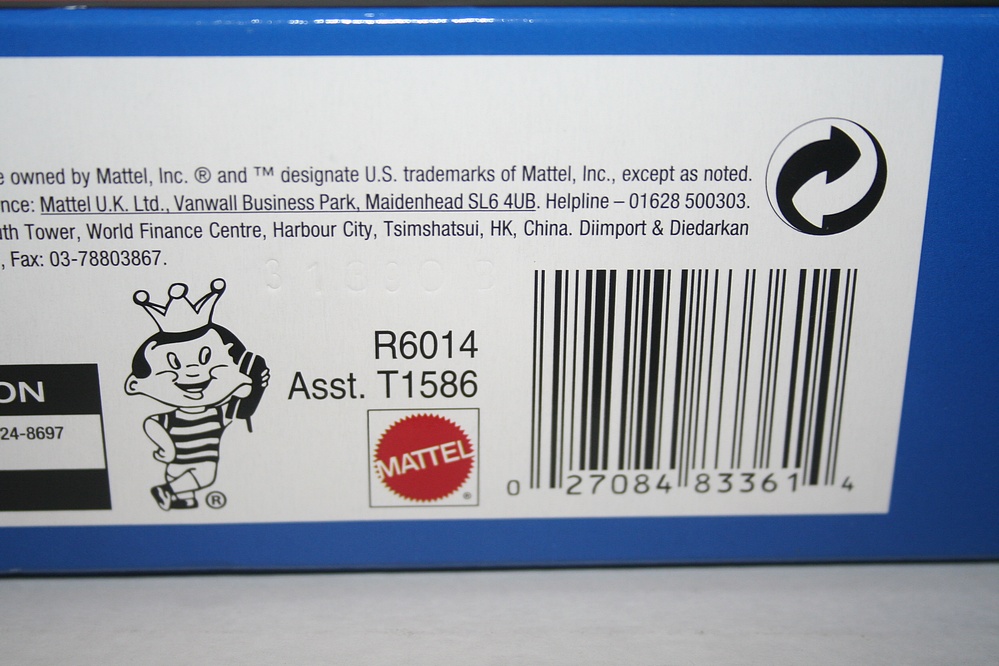 e owned by Mattel, Inc. ® and ™ designate U.S. trademarks of Mattel, Inc., except as noted.
nce: Mattel U.K. Ltd., Vanwall Business Park, Maidenhead SL6 4UB. Helpline – 01628 500303.
uth Tower, World Finance Centre, Harbour City, Tsimshatsui, HK, China. Diimport & Diedarkan
, Fax: 03-78803867.
R6014
Asst. T1586
ON
24-8697
®
MATTEL
®
0 27084 83361 4